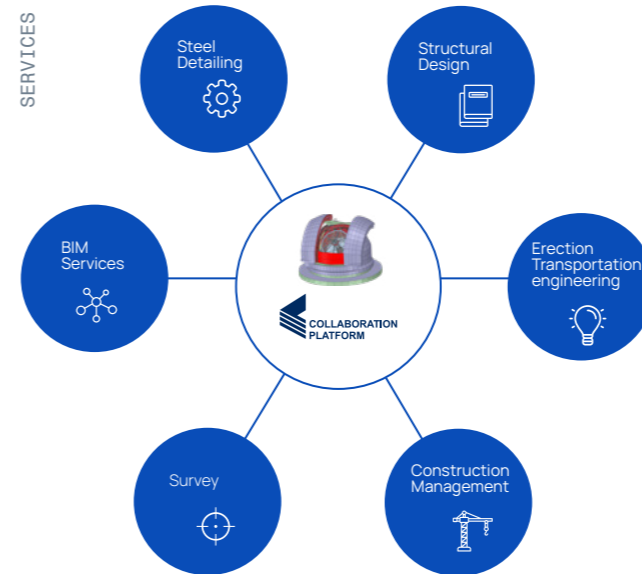 SERVICES
Steel
Detailing
Structural
Design
BIM
Services
Erection
Transportation
engineering
COLLABORATION
PLATFORM
Survey
Construction
Management